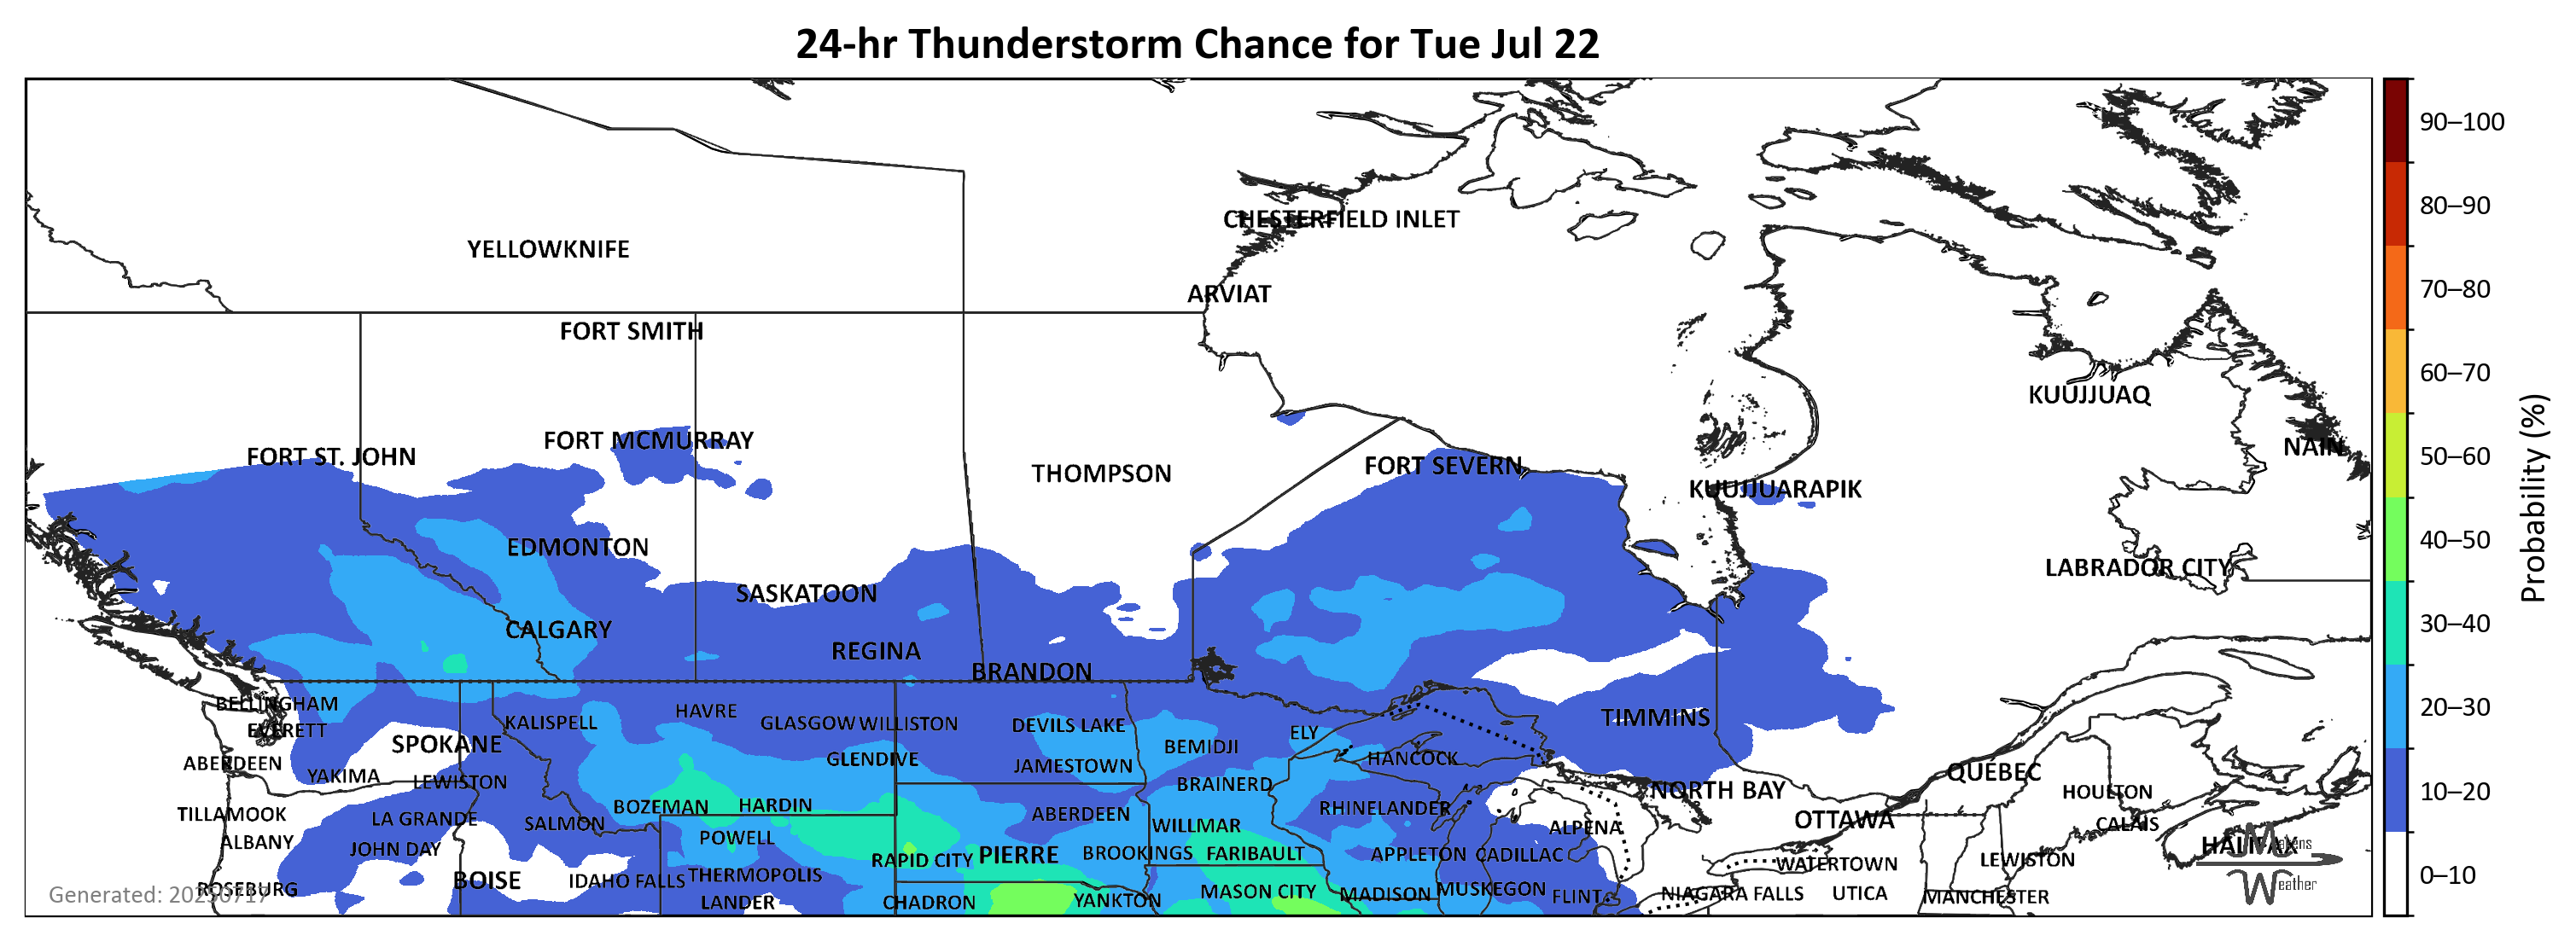 24-hr Thunderstorm Chance for Tue Jul 22
90–100
80–90
70–80
60–70
50–60
40–50
30–40
20–30
10–20
0–10
Probability (%)
CHESTERFIELD INLET
YELLOWKNIFE
ARVIAT
FORT SMITH
KUUJJUAQ
FORT MCMURRAY
NAIN
FORT ST. JOHN
FORT SEVERN
THOMPSON
KUUJJUARAPIK
EDMONTON
LABRADOR CITY
SASKATOON
CALGARY
REGINA
BRANDON
BELLINGHAM
HAVRE
TIMMINS
KALISPELL
GLASGOW
WILLISTON
DEVILS LAKE
EVERETT
ELY
SPOKANE
BEMIDJI
ABERDEEN
GLENDIVE
JAMESTOWN
HANCOCK
QUÉBEC
YAKIMA
LEWISTON
BRAINERD
NORTH BAY
HOULTON
TILLAMOOK
BOZEMAN
HARDIN
RHINELANDER
LA GRANDE
SALMON
ABERDEEN
WILLMAR
ALPENA
OTTAWA
CALAIS
ALBANY
JOHN DAY
POWELL
RAPID CITY
PIERRE
BROOKINGS
FARIBAULT
APPLETON
CADILLAC
WATERTOWN
LEWISTON
HALIFAX
ROSEBURG
BOISE
IDAHO FALLS
THERMOPOLIS
MASON CITY
MADISON
MUSKEGON
FLINT
NIAGARA FALLS
UTICA
MANCHESTER
LANDER
CHADRON
YANKTON
Generated: 20250717
Weather